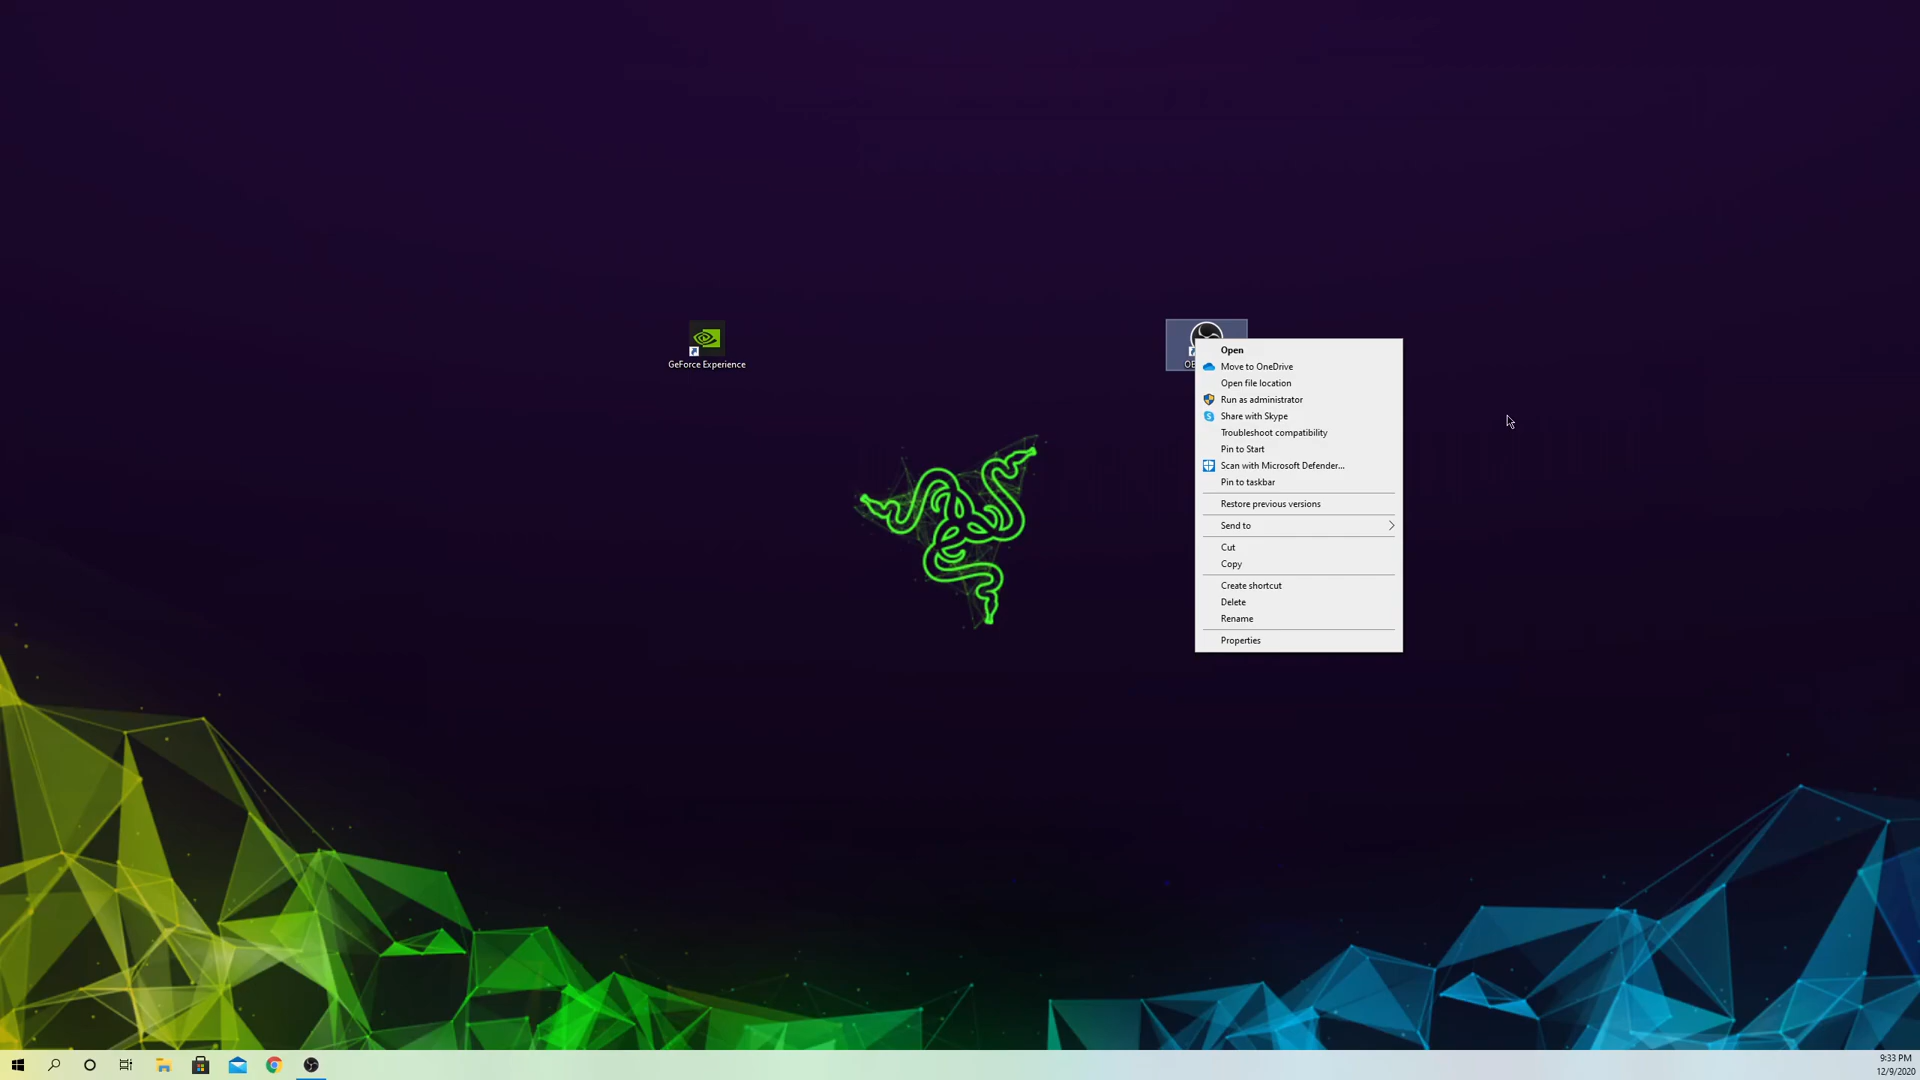 GeForce Experience
Open
Move to OneDrive
Open file location
Run as administrator
Share with Skype
Troubleshoot compatibility
Pin to Start
Scan with Microsoft Defender...
Pin to taskbar
Restore previous versions
Send to
Cut
Copy
Create shortcut
Delete
Rename
Properties
9:33 PM
12/9/2020